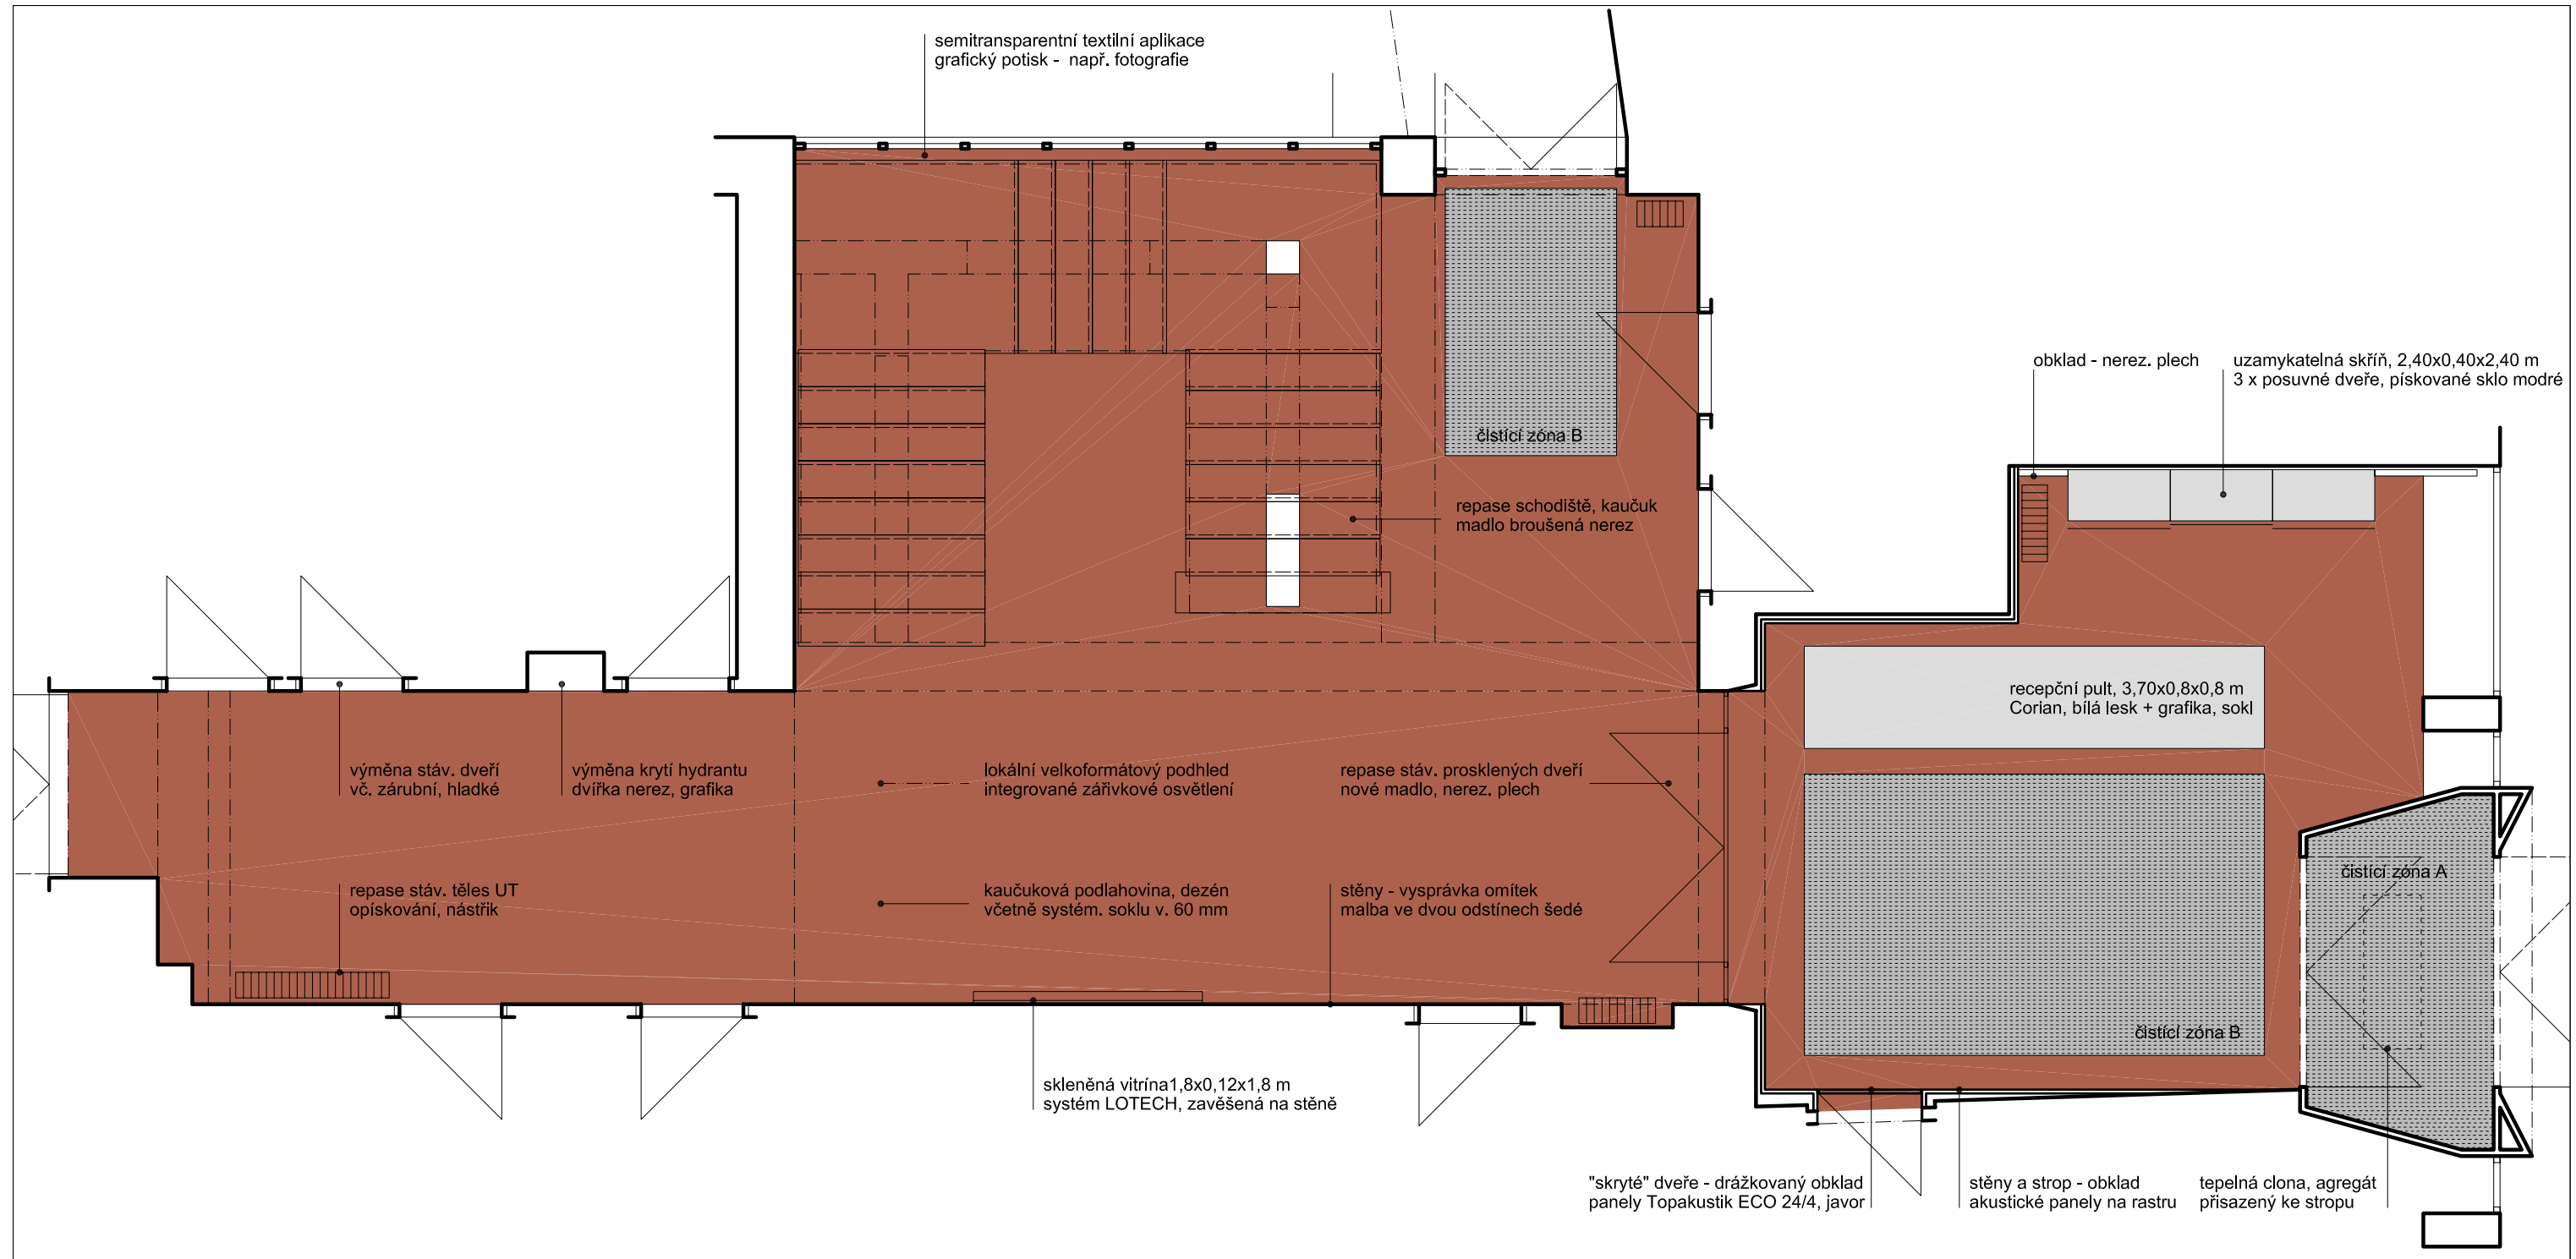 semitransparentní textilní aplikace
grafický potisk -  např. fotografie
obklad - nerez. plech
uzamykatelná skříň, 2,40x0,40x2,40 m
3 x posuvné dveře, pískované sklo modré
čistící zóna B
repase schodiště, kaučuk
madlo broušená nerez
recepční pult, 3,70x0,8x0,8 m
Corian, bílá lesk + grafika, sokl
výměna stáv. dveří
vč. zárubní, hladké
výměna krytí hydrantu
dvířka nerez, grafika
lokální velkoformátový podhled
integrované zářivkové osvětlení
repase stáv. prosklených dveří
nové madlo, nerez. plech
repase stáv. těles UT
opískování, nástřik
kaučuková podlahovina, dezén
včetně systém. soklu v. 60 mm
stěny - vysprávka omítek
malba ve dvou odstínech šedé
čistící zóna A
čistící zóna B
skleněná vitrína1,8x0,12x1,8 m
systém LOTECH, zavěšená na stěně
"skryté" dveře - drážkovaný obklad
panely Topakustik ECO 24/4, javor
stěny a strop - obklad
akustické panely na rastru
tepelná clona, agregát
přisazený ke stropu